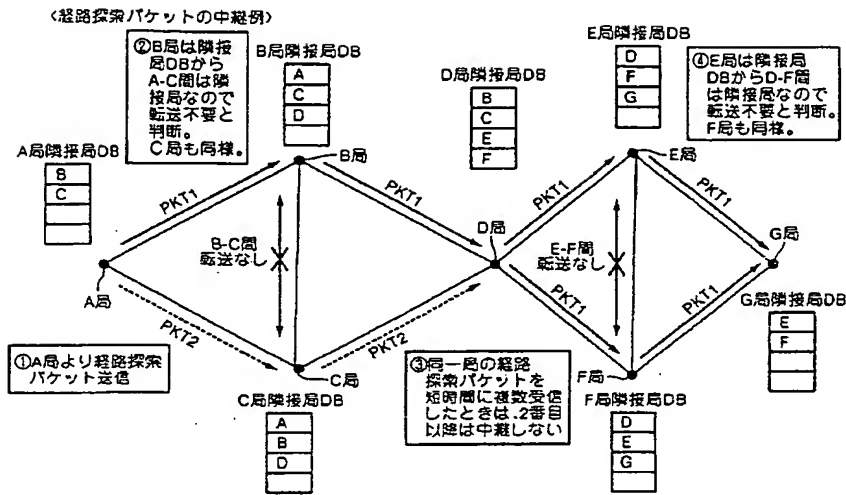 〈経路探索パケットの中継例〉
②B局は隣接
局DBから
A-C間は隣
接局なので
転送不要と
判断。
C局も同様。
B局隣接局DB
A
C
D
D局隣接局DB
B
C
E
F
E局隣接局DB
D
F
G
④E局は隣接局
DBからD-F間
は隣接局なので
転送不要と判断。
F局も同様。
A局隣接局DB
B
C
B局
E局
PKT1
PKT1
PKT1
PKT1
B-C間
転送なし
D局
E-F間
転送なし
G局
A局
PKT2
PKT2
PKT1
PKT1
G局隣接局DB
E
F
①A局より経路探索
パケット送信
C局
③同一局の経路
探索パケットを
短時間に複数受信
したときは、2番目
以降は中継しない
F局
C局隣接局DB
A
B
D
F局隣接局DB
D
E
G